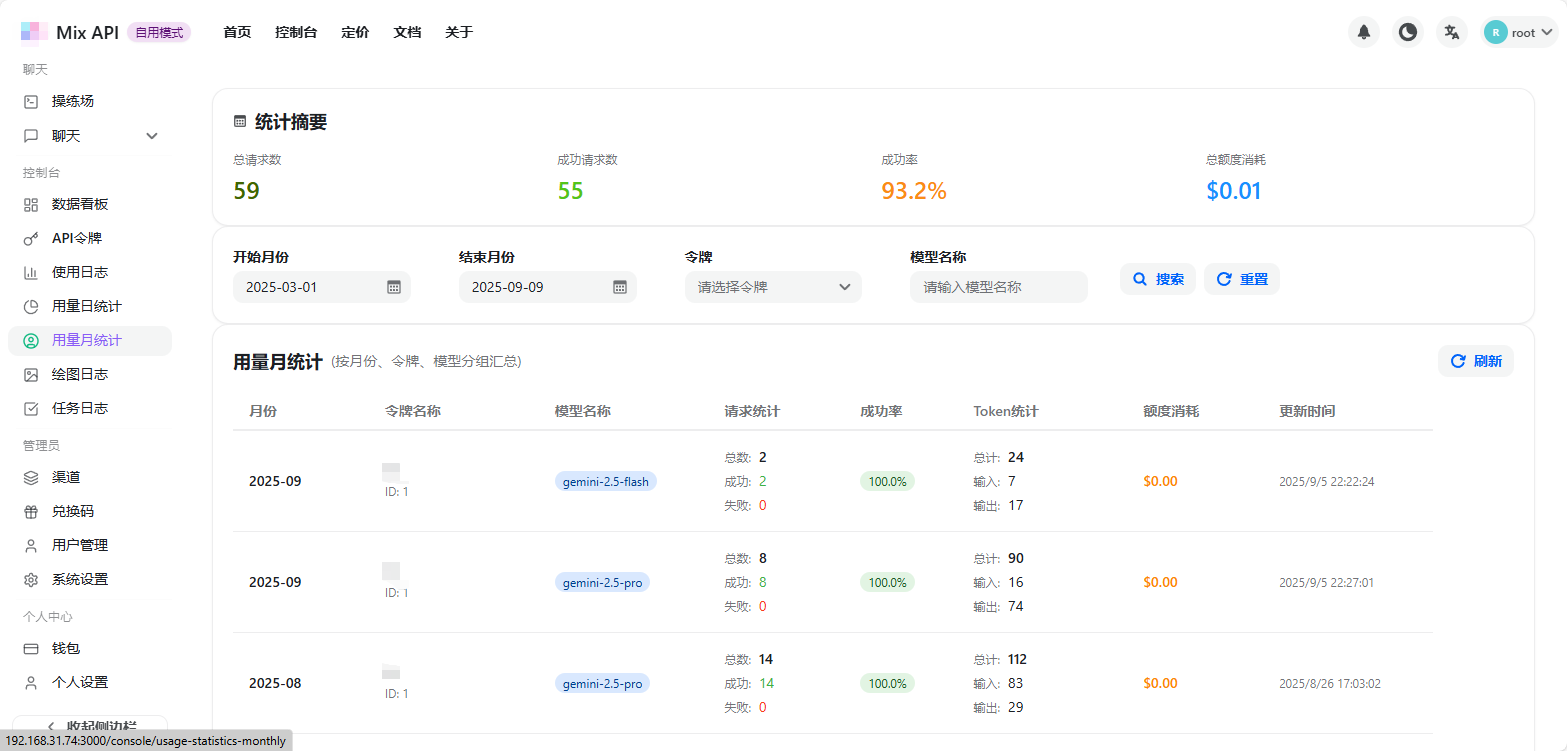 Mix API 自用模式 首页 控制台 定价 文档 关于 R root
聊天
操练场
聊天
控制台
数据看板
API令牌
使用日志
用量日统计
用量月统计
绘图日志
任务日志
管理员
渠道
兑换码
用户管理
系统设置
个人中心
钱包
个人设置
收起侧边栏
192.168.31.74:3000/console/usage-statistics-monthly
统计摘要
总请求数 成功请求数 成功率 总额度消耗
59 55 93.2% $0.01
开始月份 结束月份 令牌 模型名称
2025-03-01 2025-09-09 请选择令牌 请输入模型名称 搜索 重置
用量月统计 (按月份、令牌、模型分组汇总) 刷新
月份 令牌名称 模型名称 请求统计 成功率 Token统计 额度消耗 更新时间
总数: 2 总计: 24
2025-09 ID: 1 gemini-2.5-flash 成功: 2 100.0% 输入: 7 $0.00 2025/9/5 22:22:24
失败: 0 输出: 17
总数: 8 总计: 90
2025-09 ID: 1 gemini-2.5-pro 成功: 8 100.0% 输入: 16 $0.00 2025/9/5 22:27:01
失败: 0 输出: 74
总数: 14 总计: 112
2025-08 ID: 1 gemini-2.5-pro 成功: 14 100.0% 输入: 83 $0.00 2025/8/26 17:03:02
失败: 0 输出: 29